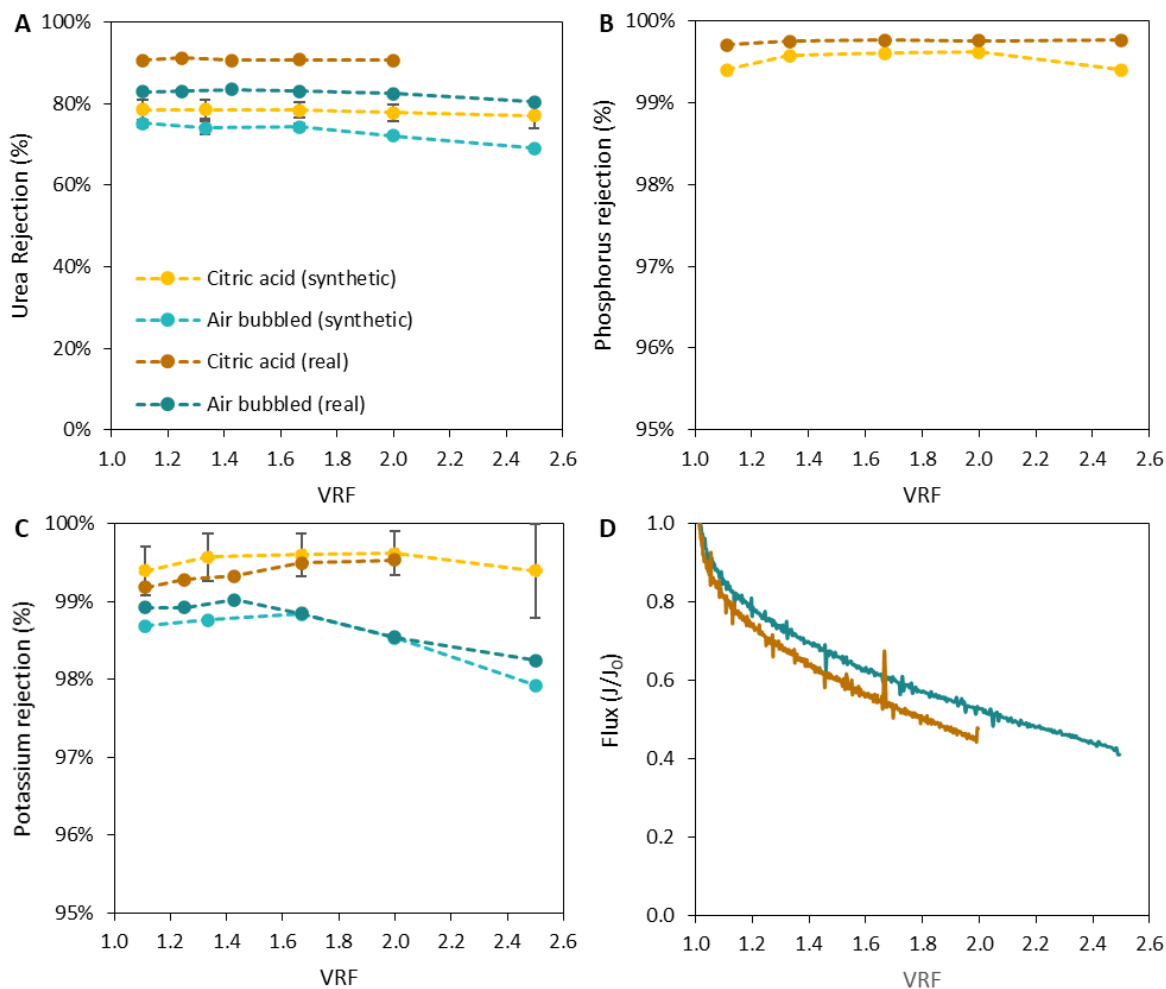 A
100%
80%
60%
40%
20%
0%
Urea Rejection (%)
Citric acid (synthetic)
Air bubbled (synthetic)
Citric acid (real)
Air bubbled (real)
1.0 1.2 1.4 1.6 1.8 2.0 2.2 2.4 2.6
VRF
B
100%
99%
98%
97%
96%
95%
Phosphorus rejection (%)
1.0 1.2 1.4 1.6 1.8 2.0 2.2 2.4 2.6
VRF
C
100%
99%
98%
97%
96%
95%
Potassium rejection (%)
1.0 1.2 1.4 1.6 1.8 2.0 2.2 2.4 2.6
VRF
D
1.0
0.8
0.6
0.4
0.2
0.0
Flux (J/J₀)
1.0 1.2 1.4 1.6 1.8 2.0 2.2 2.4 2.6
VRF